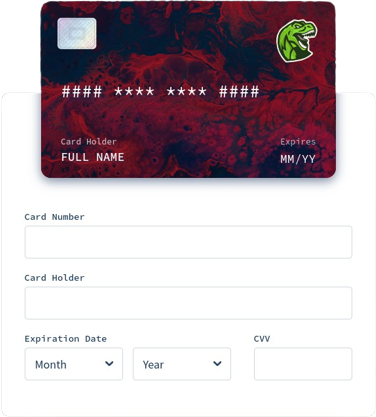 #### **** **** ####
Card Holder
Expires
FULL NAME
MM/YY
Card Number
Card Holder
Expiration Date
CVV
Month
Year